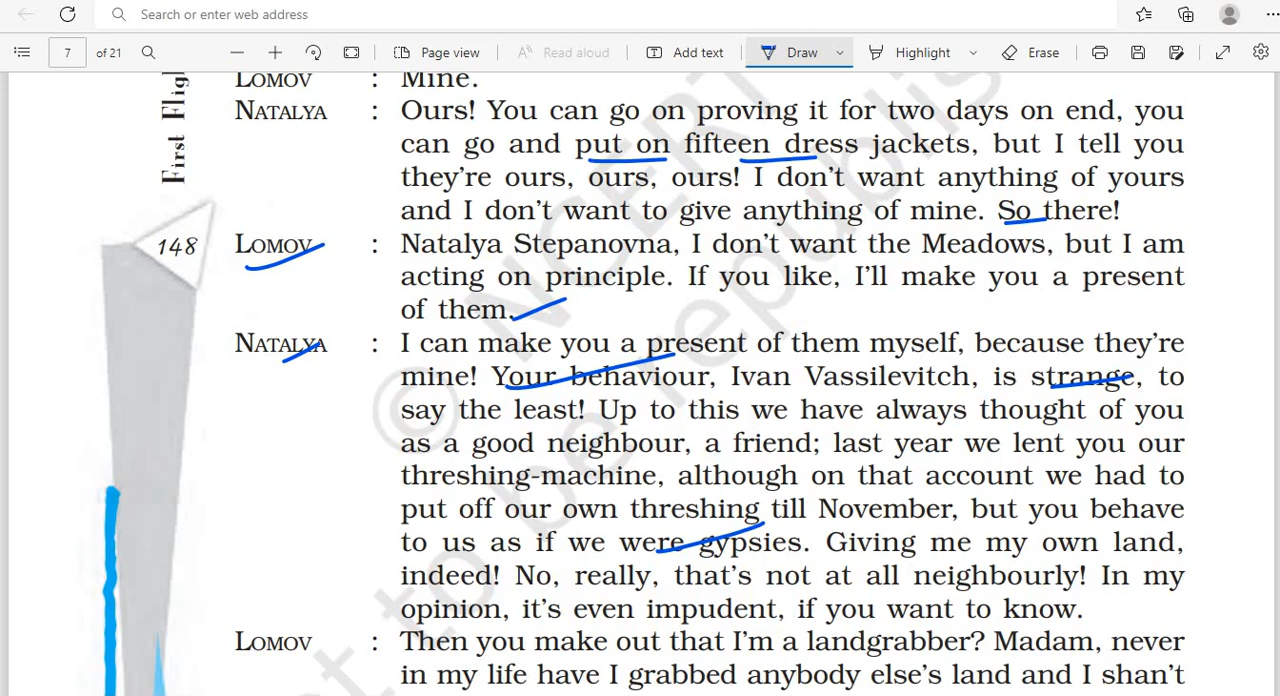 Search or enter web address
7 of 21 Page view Read aloud Add text Draw Highlight Erase
LOMOV : Mine.
NATALYA : Ours! You can go on proving it for two days on end, you
can go and put on fifteen dress jackets, but I tell you
they're ours, ours, ours! I don't want anything of yours
and I don't want to give anything of mine. So there!
LOMOV : Natalya Stepanovna, I don't want the Meadows, but I am
acting on principle. If you like, I'll make you a present
of them.
NATALYA : I can make you a present of them myself, because they're
mine! Your behaviour, Ivan Vassilevitch, is strange, to
say the least! Up to this we have always thought of you
as a good neighbour, a friend; last year we lent you our
threshing-machine, although on that account we had to
put off our own threshing till November, but you behave
to us as if we were gypsies. Giving me my own land,
indeed! No, really, that's not at all neighbourly! In my
opinion, it's even impudent, if you want to know.
LOMOV : Then you make out that I'm a landgrabber? Madam, never
in my life have I grabbed anybody else's land and I shan't
First Flig
148
© NCERT
t to be republis